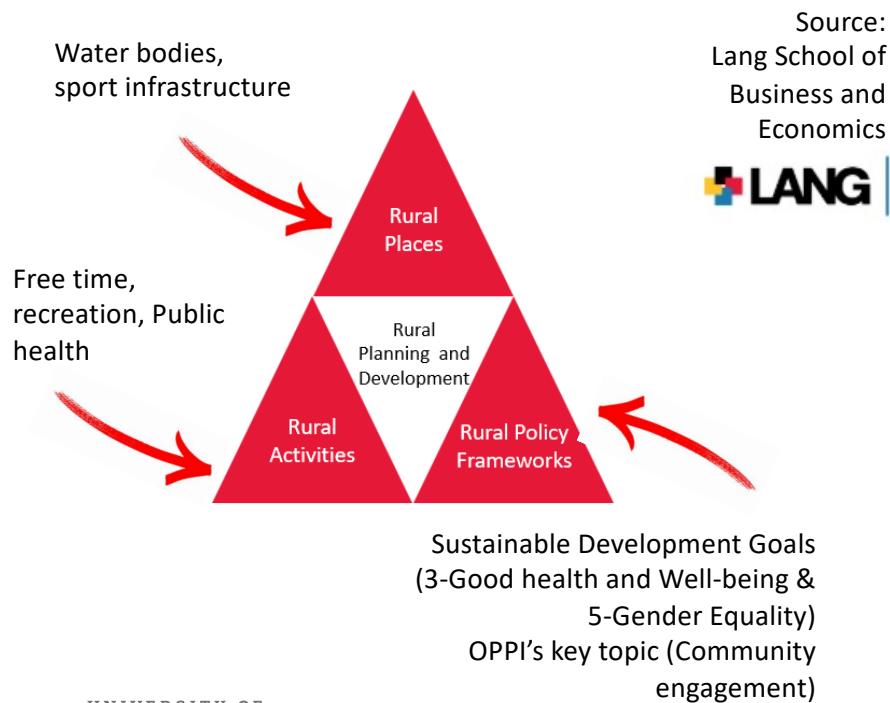 Source:
Lang School of
Business and
Economics
LANG
Water bodies,
sport infrastructure
Rural
Places
Free time,
recreation, Public
health
Rural
Planning and
Development
Rural
Activities
Rural Policy
Frameworks
Sustainable Development Goals
(3-Good health and Well-being &
5-Gender Equality)
OPPI’s key topic (Community
engagement)
UNIVERSITY OF